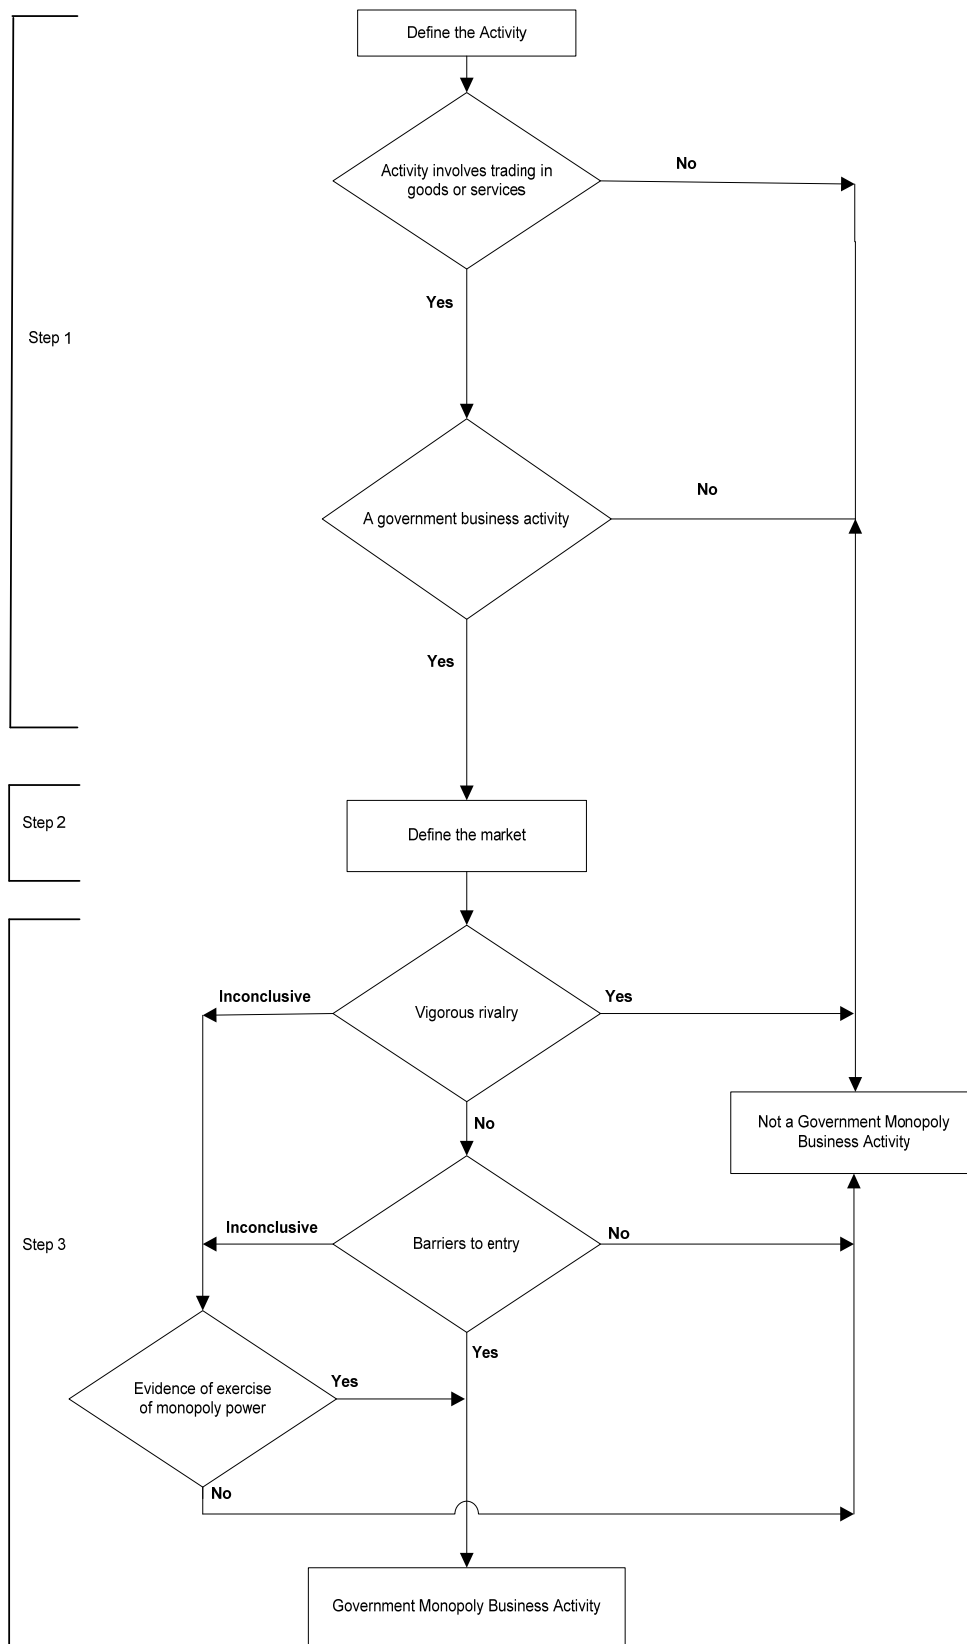 Define the Activity
Activity involves trading in
goods or services
No
Yes
Step 1
A government business activity
No
Yes
Step 2
Define the market
Inconclusive
Vigorous rivalry
Yes
No
Not a Government Monopoly
Business Activity
Step 3
Inconclusive
Barriers to entry
No
Yes
Evidence of exercise
of monopoly power
Yes
No
Government Monopoly Business Activity